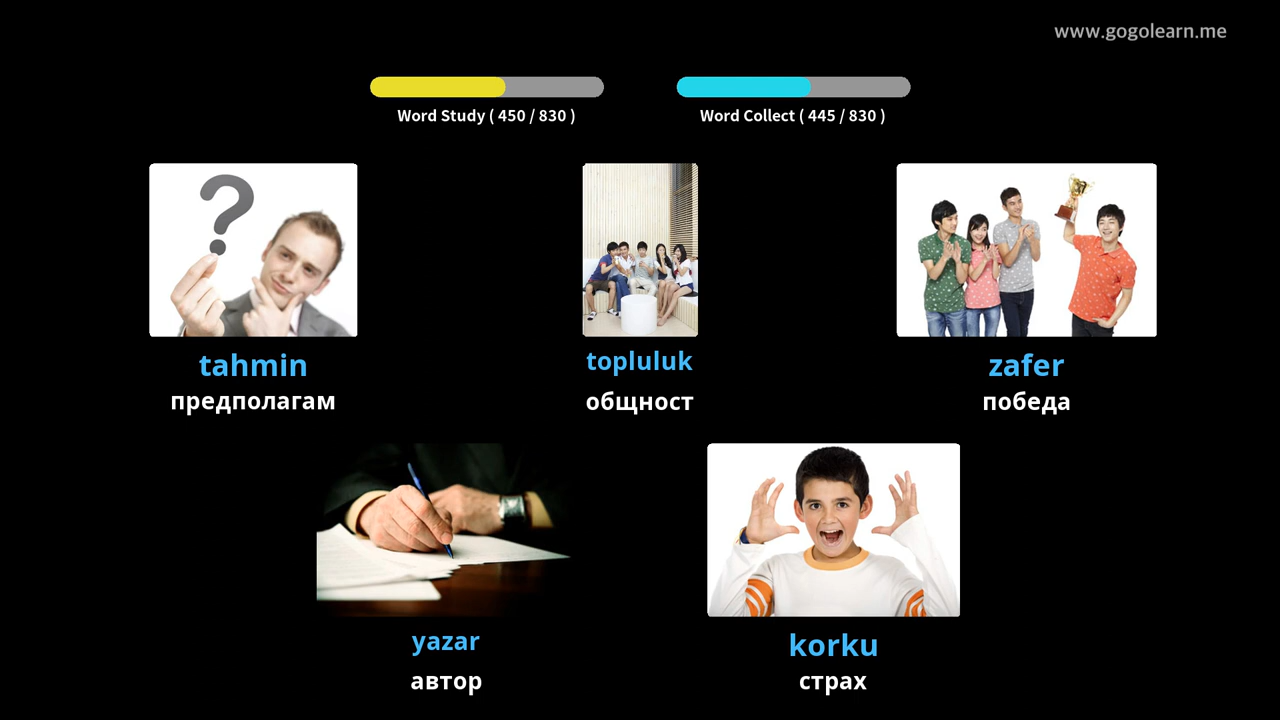 www.gogolearn.me
Word Study ( 450 / 830 )
Word Collect ( 445 / 830 )
tahmin
предполагам
topluluk
общност
zafer
победа
yazar
автор
korku
страх